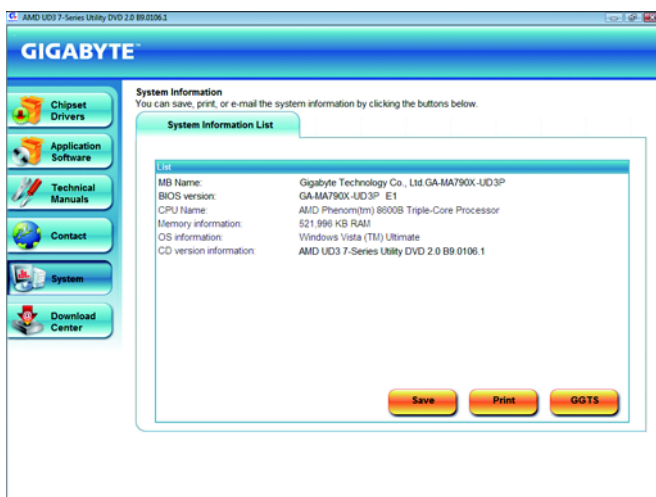 AMD UD3 7-Series Utility DVD 2.0 B9.0106.1
GIGABYTE™
Chipset
Drivers
Application
Software
Technical
Manuals
Contact
System
Download
Center
System Information
You can save, print, or e-mail the system information by clicking the buttons below.
System Information List
List
MB Name: Gigabyte Technology Co., Ltd.GA-MA790X-UD3P
BIOS version: GA-MA790X-UD3P E1
CPU Name: AMD Phenom(tm) 8600B Triple-Core Processor
Memory information: 521,996 KB RAM
OS information: Windows Vista (TM) Ultimate
CD version information: AMD UD3 7-Series Utility DVD 2.0 B9.0106.1
Save Print GGTS